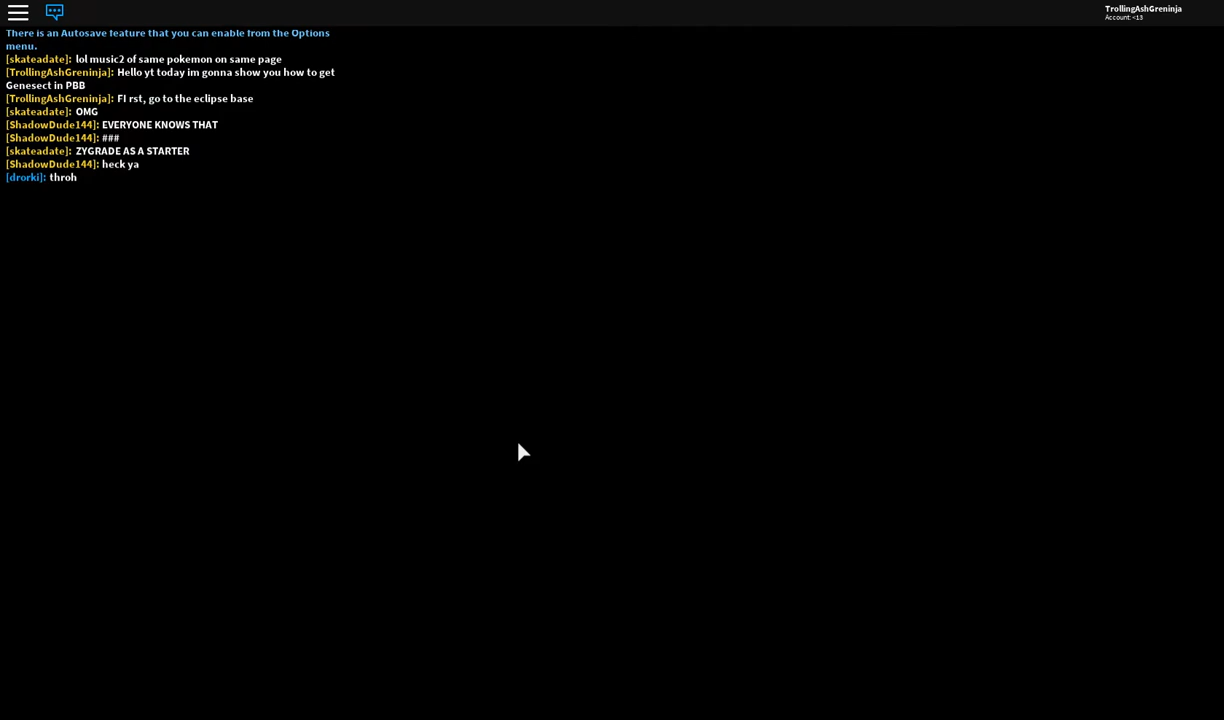 TrollingAshGreninja
Account: <13
There is an Autosave feature that you can enable from the Options
menu.
[skateadate]: lol music2 of same pokemon on same page
[TrollingAshGreninja]: Hello yt today im gonna show you how to get
Genesect in PBB
[TrollingAshGreninja]: FI rst, go to the eclipse base
[skateadate]: OMG
[ShadowDude144]: EVERYONE KNOWS THAT
[ShadowDude144]: ###
[skateadate]: ZYGRADE AS A STARTER
[ShadowDude144]: heck ya
[drorki]: throh